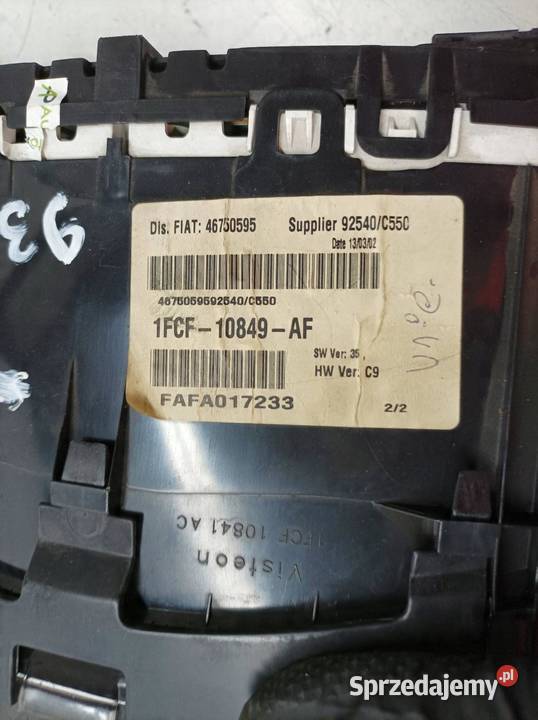 93
Dis. FIAT: 46750595 Supplier 92540/C550
Date 13/03/02
4675059592540/C550
1FCF-10849-AF
SW Ver: 35,
HW Ver: C9
FAFA017233
2/2
Visteon
1FCF 10841 AC
Sprzedajemy.pl